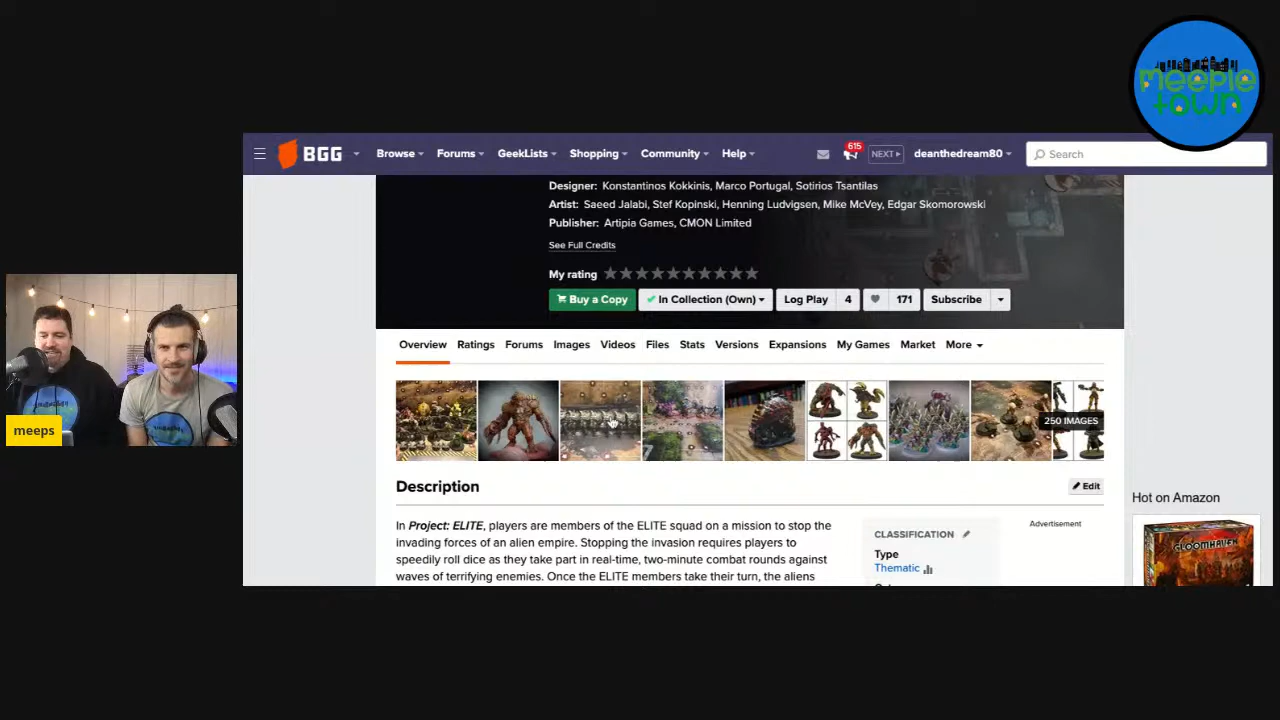 meeple
town
BGG
Browse
Forums
GeekLists
Shopping
Community
Help
615
NEXT
deanthedream80
Search
Designer: Konstantinos Kokkinis, Marco Portugal, Sotirios Tsantilas
Artist: Saeed Jalabi, Stef Kopinski, Henning Ludvigsen, Mike McVey, Edgar Skomorowski
Publisher: Artipia Games, CMON Limited
See Full Credits
My rating
Buy a Copy
In Collection (Own)
Log Play
4
171
Subscribe
Overview
Ratings
Forums
Images
Videos
Files
Stats
Versions
Expansions
My Games
Market
More
250 IMAGES
meeps
Description
Edit
Hot on Amazon
In Project: ELITE, players are members of the ELITE squad on a mission to stop the
invading forces of an alien empire. Stopping the invasion requires players to
speedily roll dice as they take part in real-time, two-minute combat rounds against
waves of terrifying enemies. Once the ELITE members take their turn, the aliens
CLASSIFICATION
Type
Thematic
Advertisement
GLOOMHAVEN